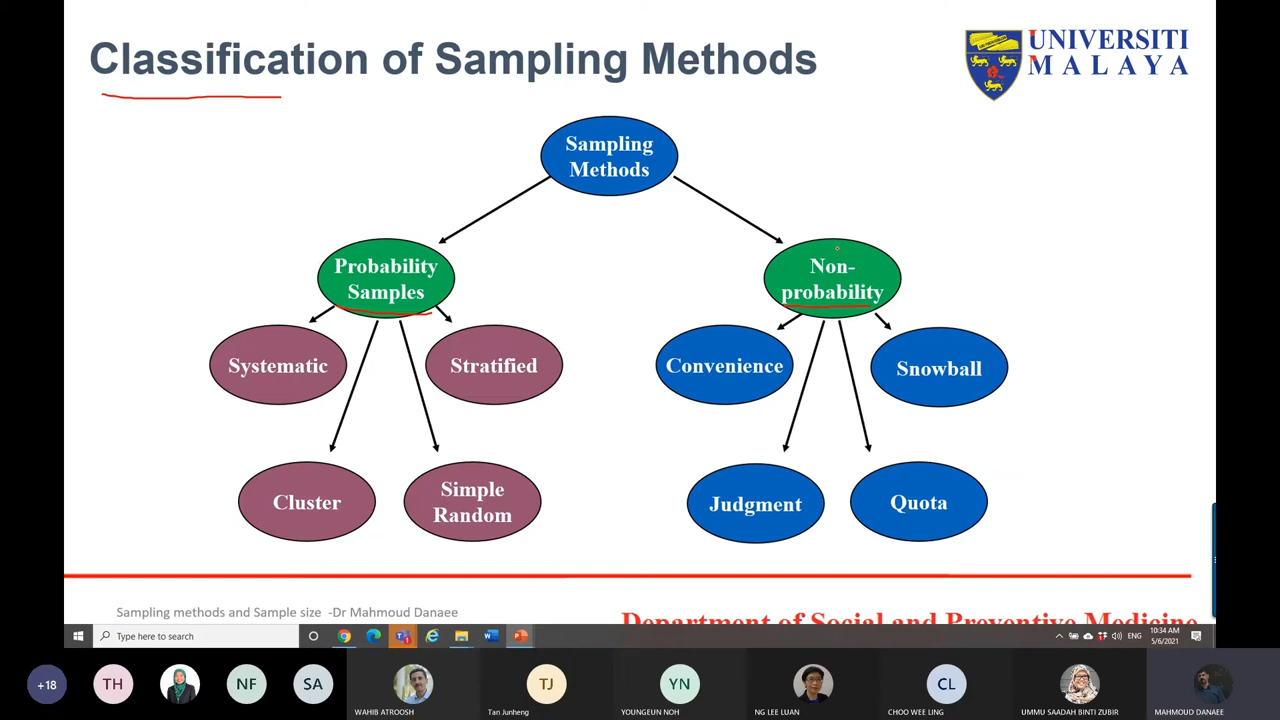 Classification of Sampling Methods
UNIVERSITI
MALAYA
Sampling
Methods
Probability
Samples
Non-
probability
Systematic
Stratified
Convenience
Snowball
Cluster
Simple
Random
Judgment
Quota
Sampling methods and Sample size -Dr Mahmoud Danaee
Department of Social and Preventive Medicine
Type here to search
ENG
10:34 AM
5/6/2021
+18
TH
NF
SA
WAHIB ATROOSH
TJ
Tan Junheng
YN
YOUNGEUN NOH
NG LEE LUAN
CL
CHOO WEE LING
UMMU SAADAH BINTI ZUBIR
MAHMOUD DANAEE